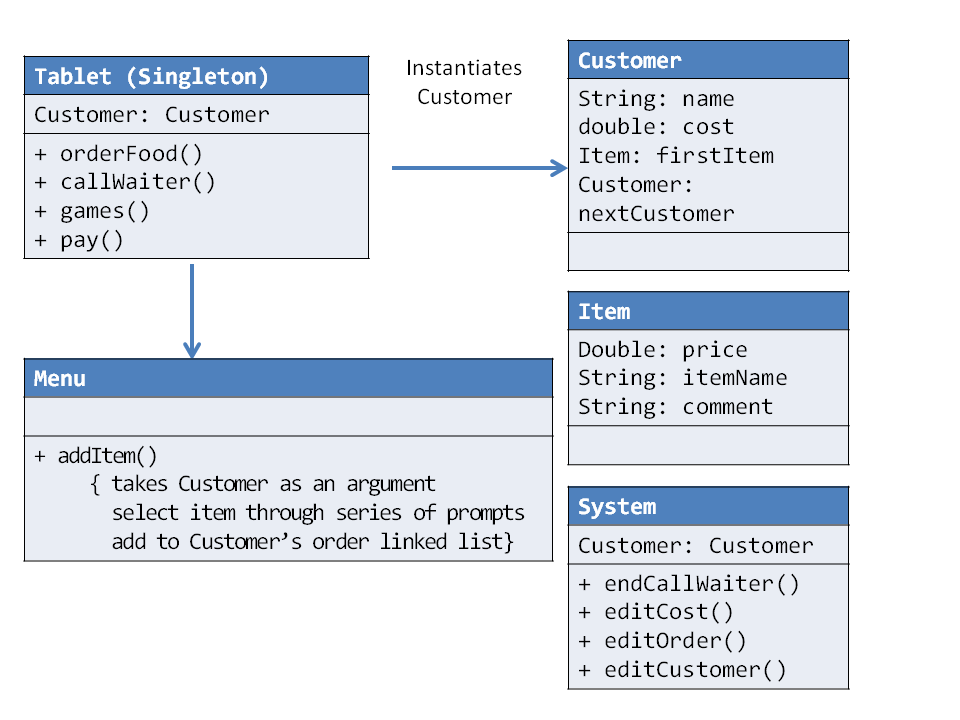 Tablet (Singleton)
Customer: Customer
+ orderFood()
+ callWaiter()
+ games()
+ pay()
Instantiates
Customer
Customer
String: name
double: cost
Item: firstItem
Customer:
nextCustomer
Menu
+ addItem()
{ takes Customer as an argument
select item through series of prompts
add to Customer’s order linked list}
Item
Double: price
String: itemName
String: comment
System
Customer: Customer
+ endCallWaiter()
+ editCost()
+ editOrder()
+ editCustomer()